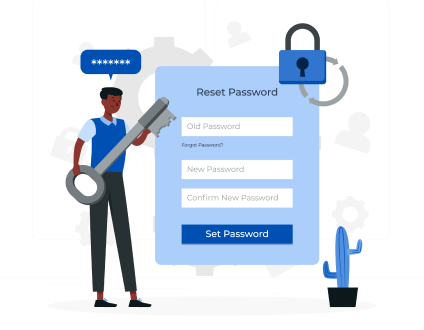 *******
Reset Password
Old Password
Forgot Password?
New Password
Confirm New Password
Set Password